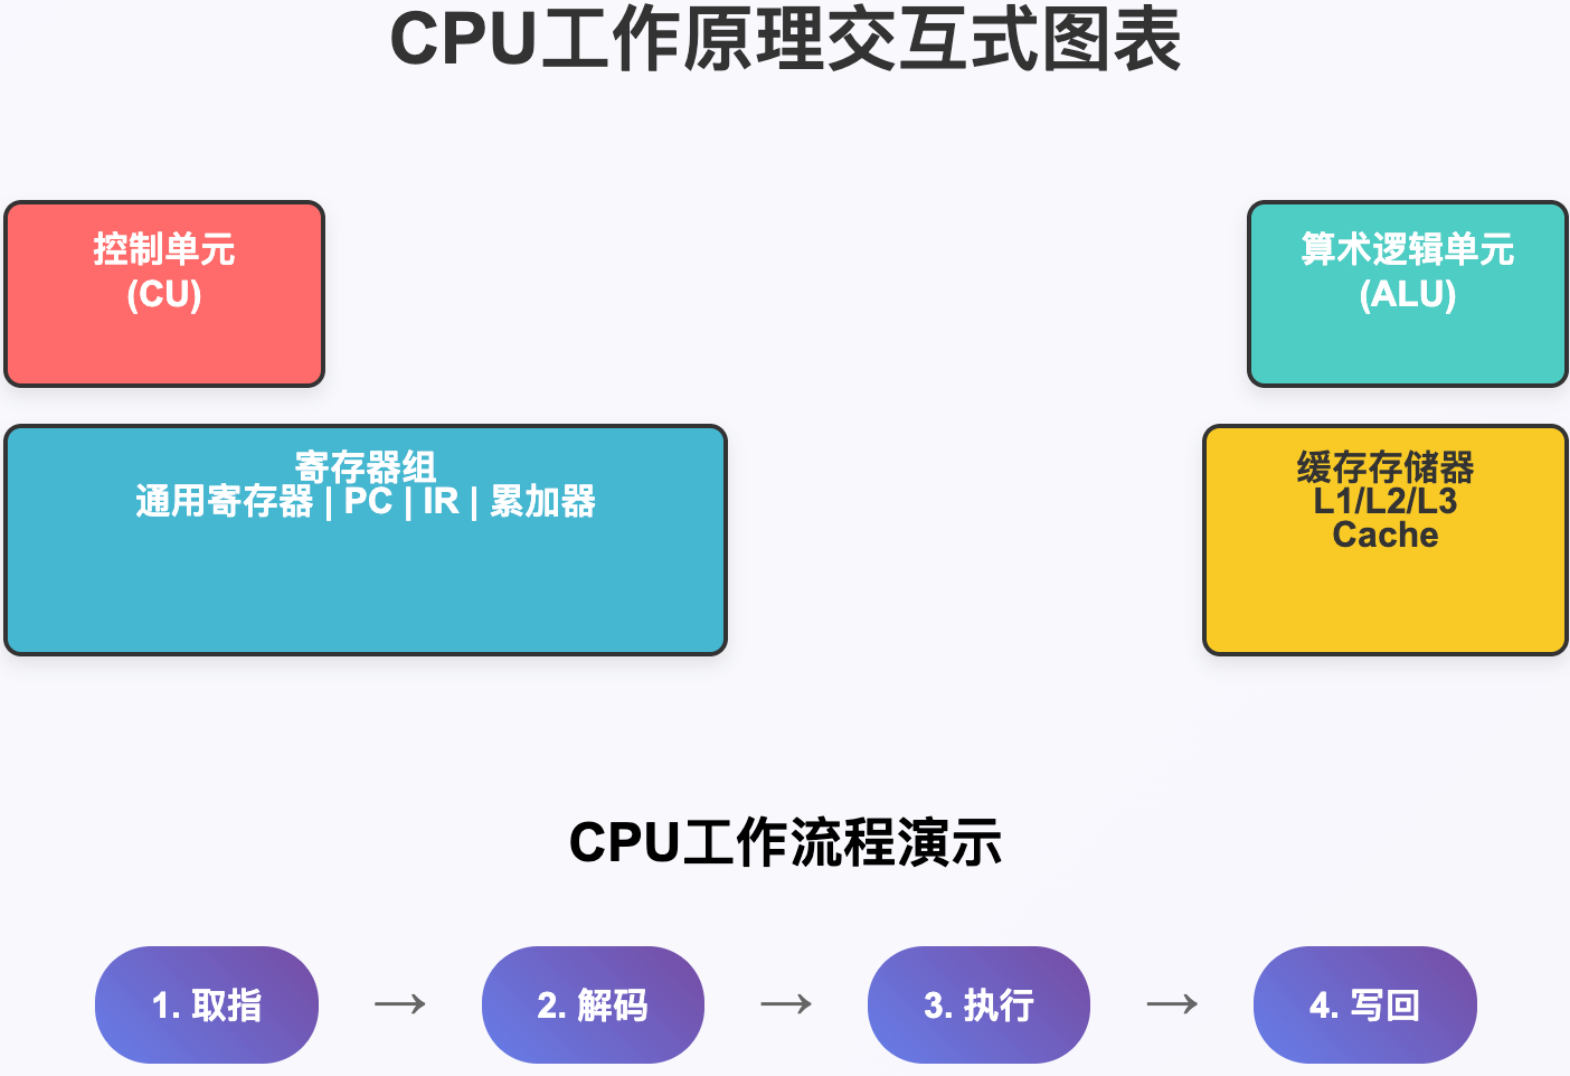 CPU工作原理交互式图表
控制单元
(CU)
算术逻辑单元
(ALU)
寄存器组
通用寄存器 | PC | IR | 累加器
缓存存储器
L1/L2/L3
Cache
CPU工作流程演示
1. 取指
→
2. 解码
→
3. 执行
→
4. 写回